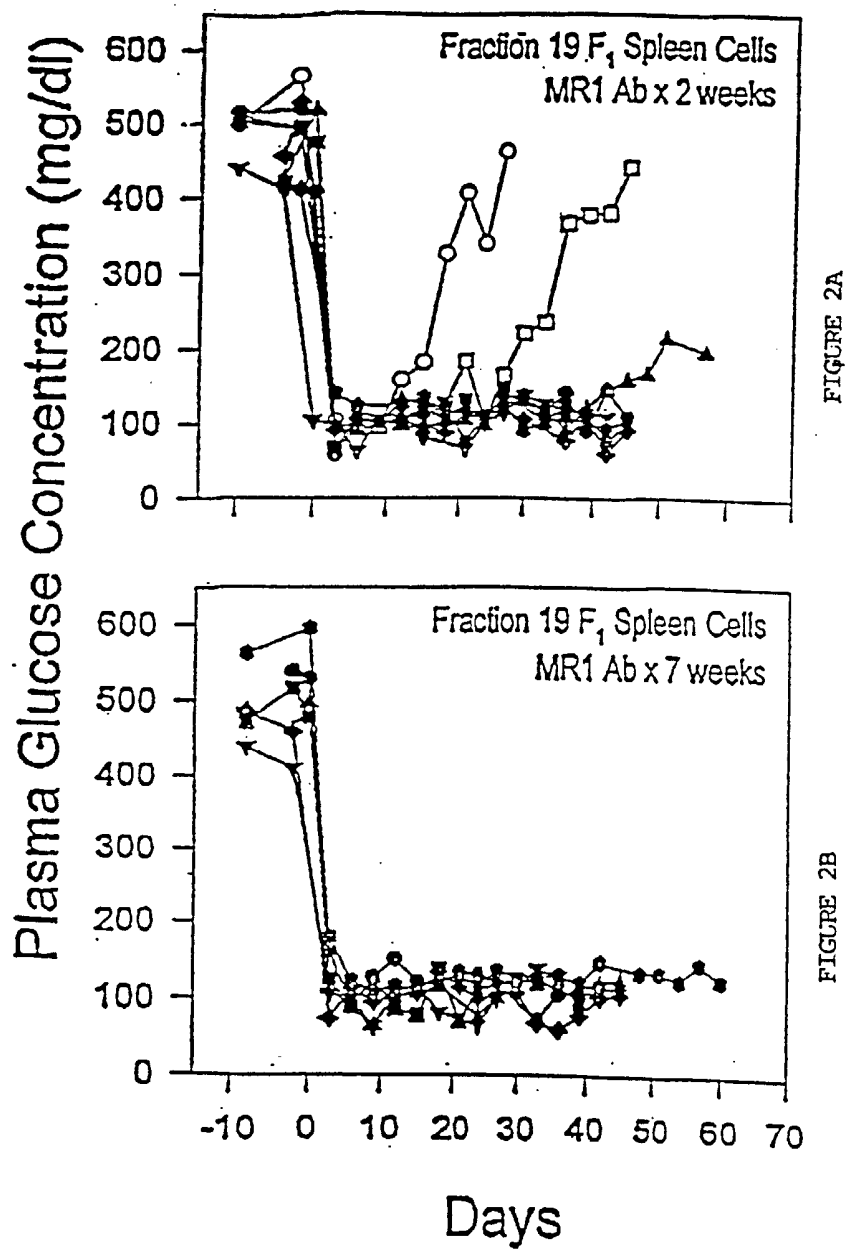 Plasma Glucose Concentration (mg/dl)
Fraction 19 F₁ Spleen Cells
MR1 Ab x 2 weeks
600
500
400
300
200
100
0
FIGURE 2A
Fraction 19 F₁ Spleen Cells
MR1 Ab x 7 weeks
600
500
400
300
200
100
0
FIGURE 2B
-10 0 10 20 30 40 50 60 70
Days